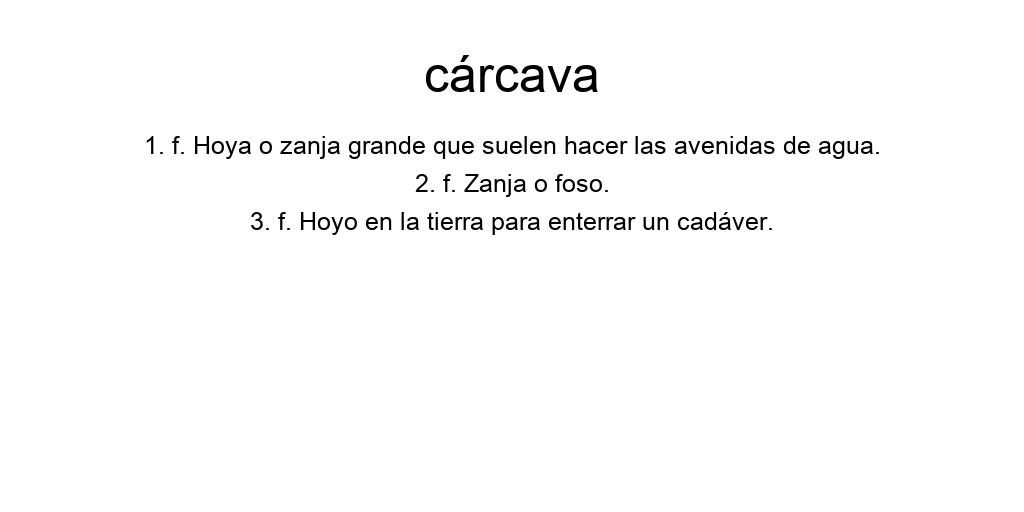 cárcava
1. f. Hoya o zanja grande que suelen hacer las avenidas de agua.
2. f. Zanja o foso.
3. f. Hoyo en la tierra para enterrar un cadáver.